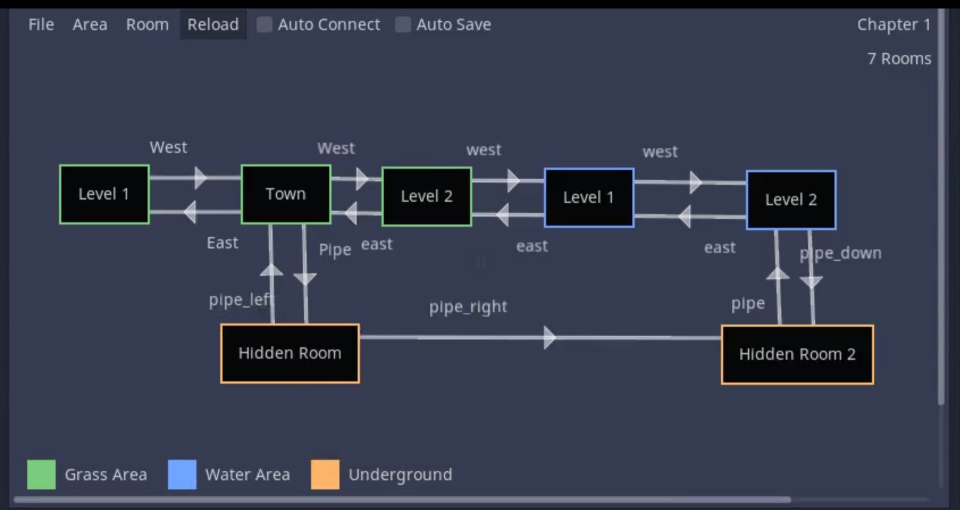 File Area Room Reload Auto Connect Auto Save Chapter 1
7 Rooms
West West west west
Level 1 Town Level 2 Level 1 Level 2
East Pipe east east east pipe_down
pipe_left pipe_right pipe
Hidden Room Hidden Room 2
Grass Area Water Area Underground